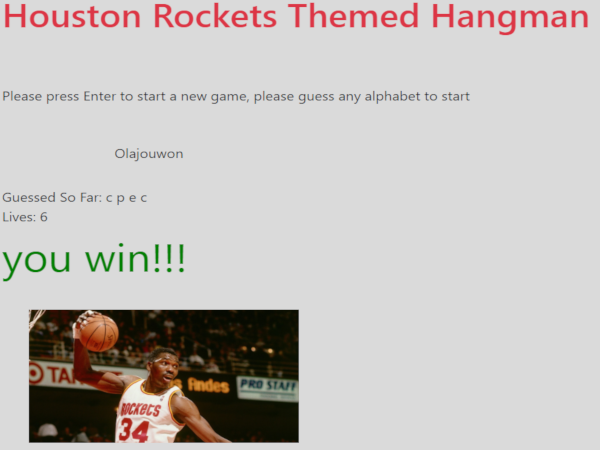 Houston Rockets Themed Hangman
Please press Enter to start a new game, please guess any alphabet to start
Olajouwon
Guessed So Far: c p e c
Lives: 6
you win!!!
TAR
findes
PRO STAFF
ROCKETS
34